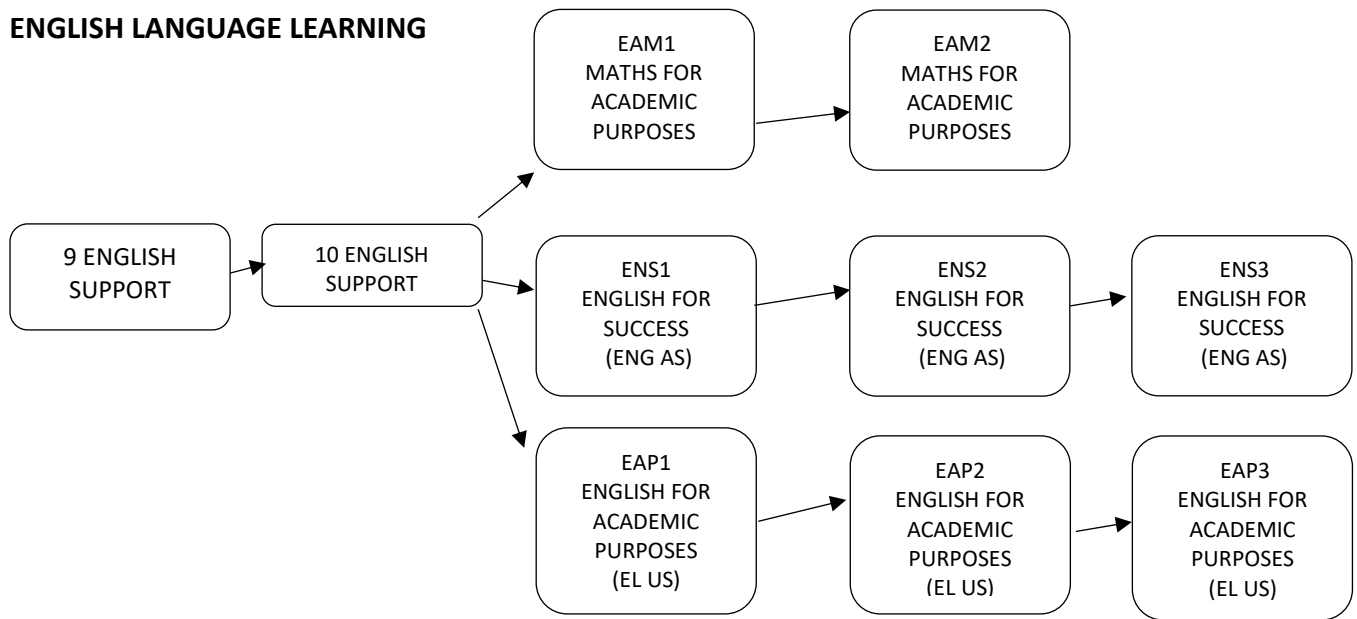 ENGLISH LANGUAGE LEARNING
EAM1
MATHS FOR
ACADEMIC
PURPOSES
EAM2
MATHS FOR
ACADEMIC
PURPOSES
9 ENGLISH
SUPPORT
10 ENGLISH
SUPPORT
ENS1
ENGLISH FOR
SUCCESS
(ENG AS)
ENS2
ENGLISH FOR
SUCCESS
(ENG AS)
ENS3
ENGLISH FOR
SUCCESS
(ENG AS)
EAP1
ENGLISH FOR
ACADEMIC
PURPOSES
(EL US)
EAP2
ENGLISH FOR
ACADEMIC
PURPOSES
(EL US)
EAP3
ENGLISH FOR
ACADEMIC
PURPOSES
(EL US)